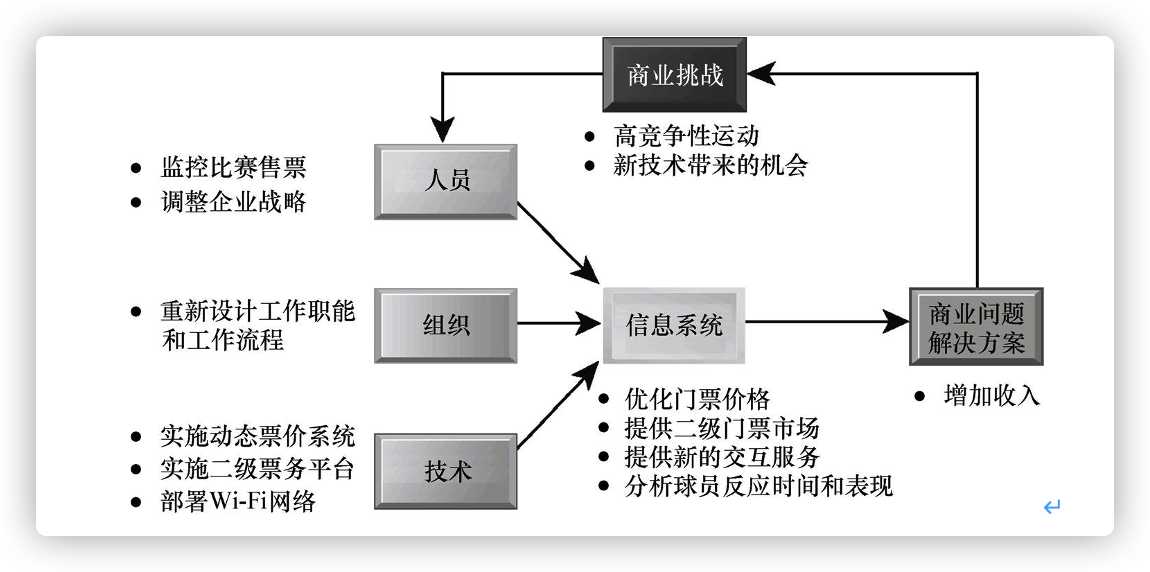 商业挑战
• 高竞争性运动
• 新技术带来的机会
• 监控比赛售票
• 调整企业战略
人员
• 重新设计工作职能
和工作流程
组织
信息系统
商业问题
解决方案
• 优化门票价格
• 提供二级门票市场
• 提供新的交互服务
• 分析球员反应时间和表现
• 增加收入
• 实施动态票价系统
• 实施二级票务平台
• 部署Wi-Fi网络
技术